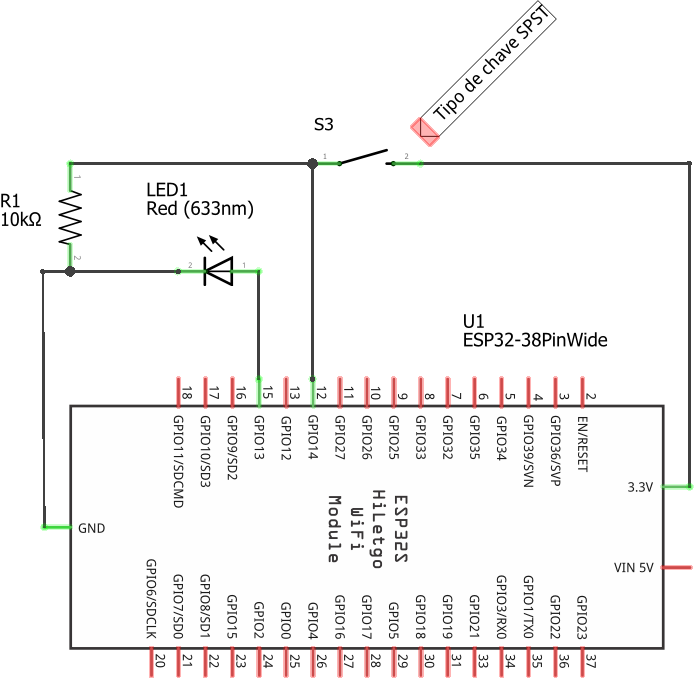 Tipo de chave SPST
S3
1
2
1
R1
10kΩ
2
LED1
Red (633nm)
2
1
U1
ESP32-38PinWide
18
17
16
15
13
12
11
10
9
8
7
6
5
4
3
2
GPIO11/SDCMD
GPIO10/SD3
GPIO9/SD2
GPIO13
GPIO12
GPIO14
GPIO27
GPIO26
GPIO25
GPIO33
GPIO32
GPIO35
GPIO34
GPIO39/SVN
GPIO36/SVP
EN/RESET
3.3V
GND
VIN 5V
ESP32S
HiLetgo
WiFi
Module
GPIO6/SDCLK
GPIO7/SD0
GPIO8/SD1
GPIO15
GPIO2
GPIO0
GPIO4
GPIO16
GPIO17
GPIO5
GPIO18
GPIO19
GPIO21
GPIO3/RX0
GPIO1/TX0
GPIO22
GPIO23
20
21
22
23
24
25
26
27
28
29
30
31
33
34
35
36
37